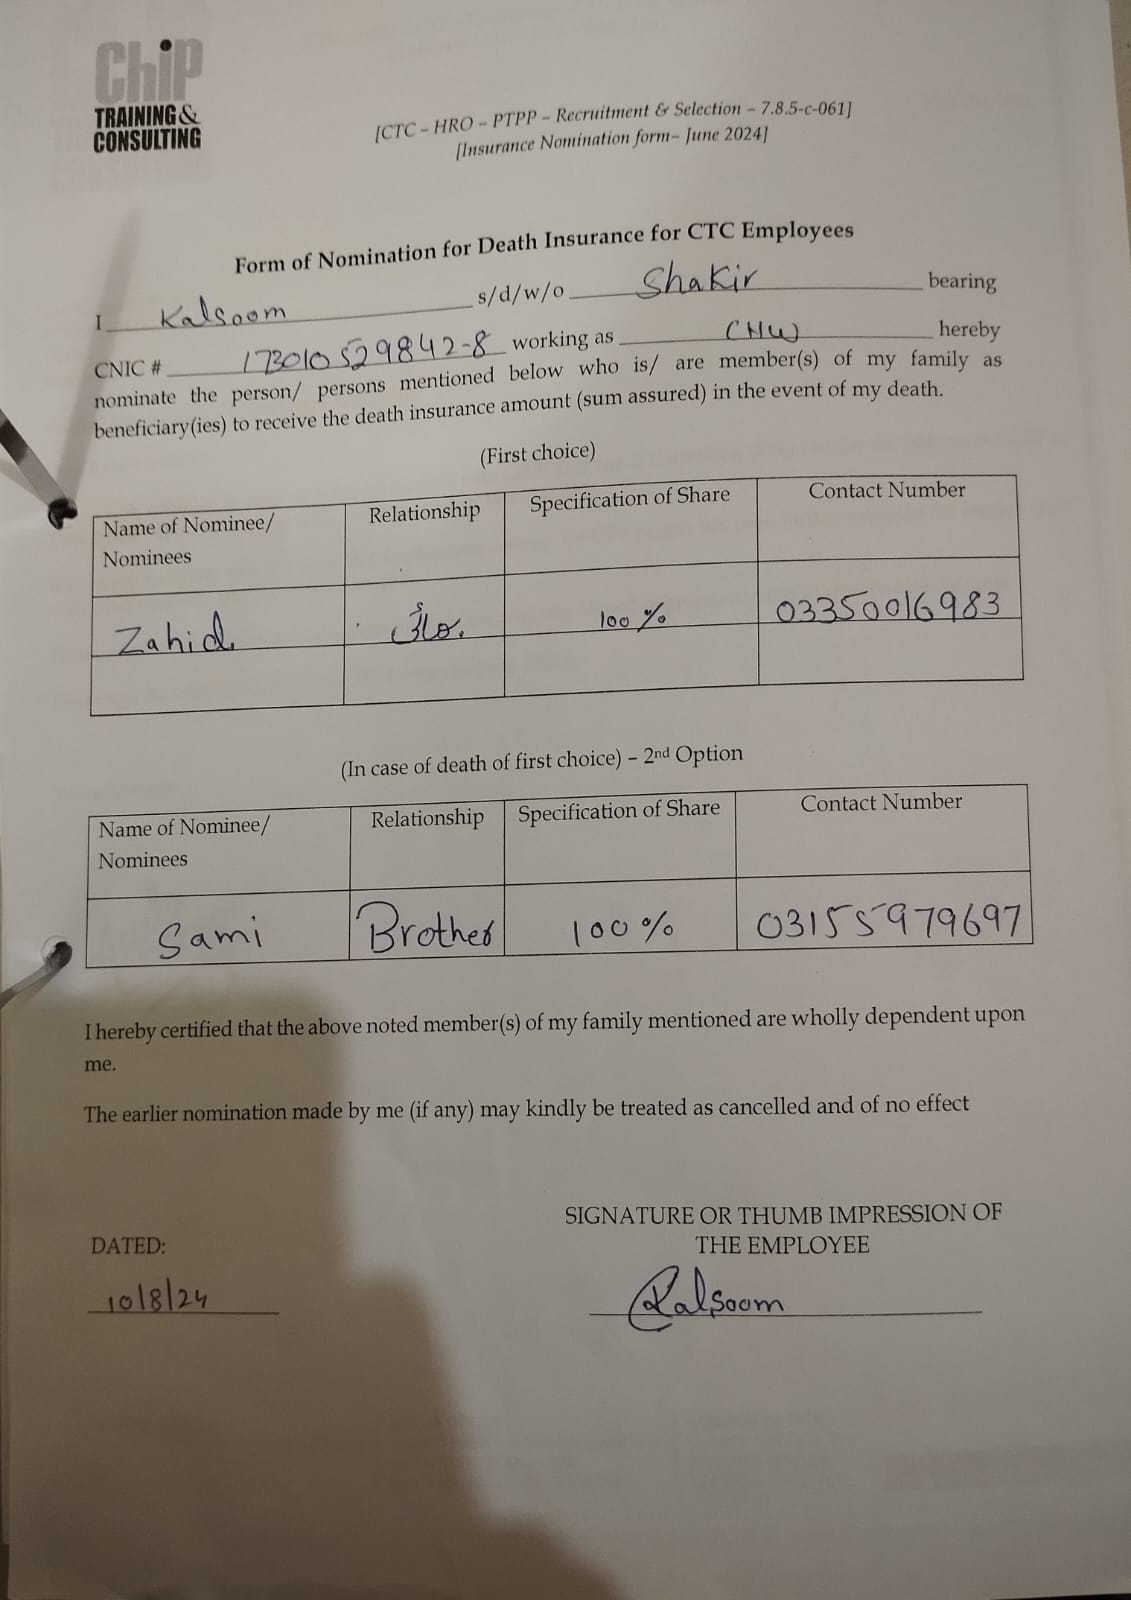 Chip
TRAINING &
CONSULTING
[CTC – HRO – PTPP – Recruitment & Selection – 7.8.5-c-061]
[Insurance Nomination form– June 2024]
Form of Nomination for Death Insurance for CTC Employees
I Kalsoom s/d/w/o Shakir bearing
CNIC # 173010529842-8 working as CHW hereby
nominate the person/ persons mentioned below who is/ are member(s) of my family as
beneficiary(ies) to receive the death insurance amount (sum assured) in the event of my death.
(First choice)
Name of Nominee/ Relationship Specification of Share Contact Number
Nominees
Zahid 100 % 03350016983
(In case of death of first choice) – 2nd Option
Name of Nominee/ Relationship Specification of Share Contact Number
Nominees
Sami Brother 100 % 03155979697
I hereby certified that the above noted member(s) of my family mentioned are wholly dependent upon
me.
The earlier nomination made by me (if any) may kindly be treated as cancelled and of no effect
SIGNATURE OR THUMB IMPRESSION OF
DATED: THE EMPLOYEE
10/8/24 Kalsoom